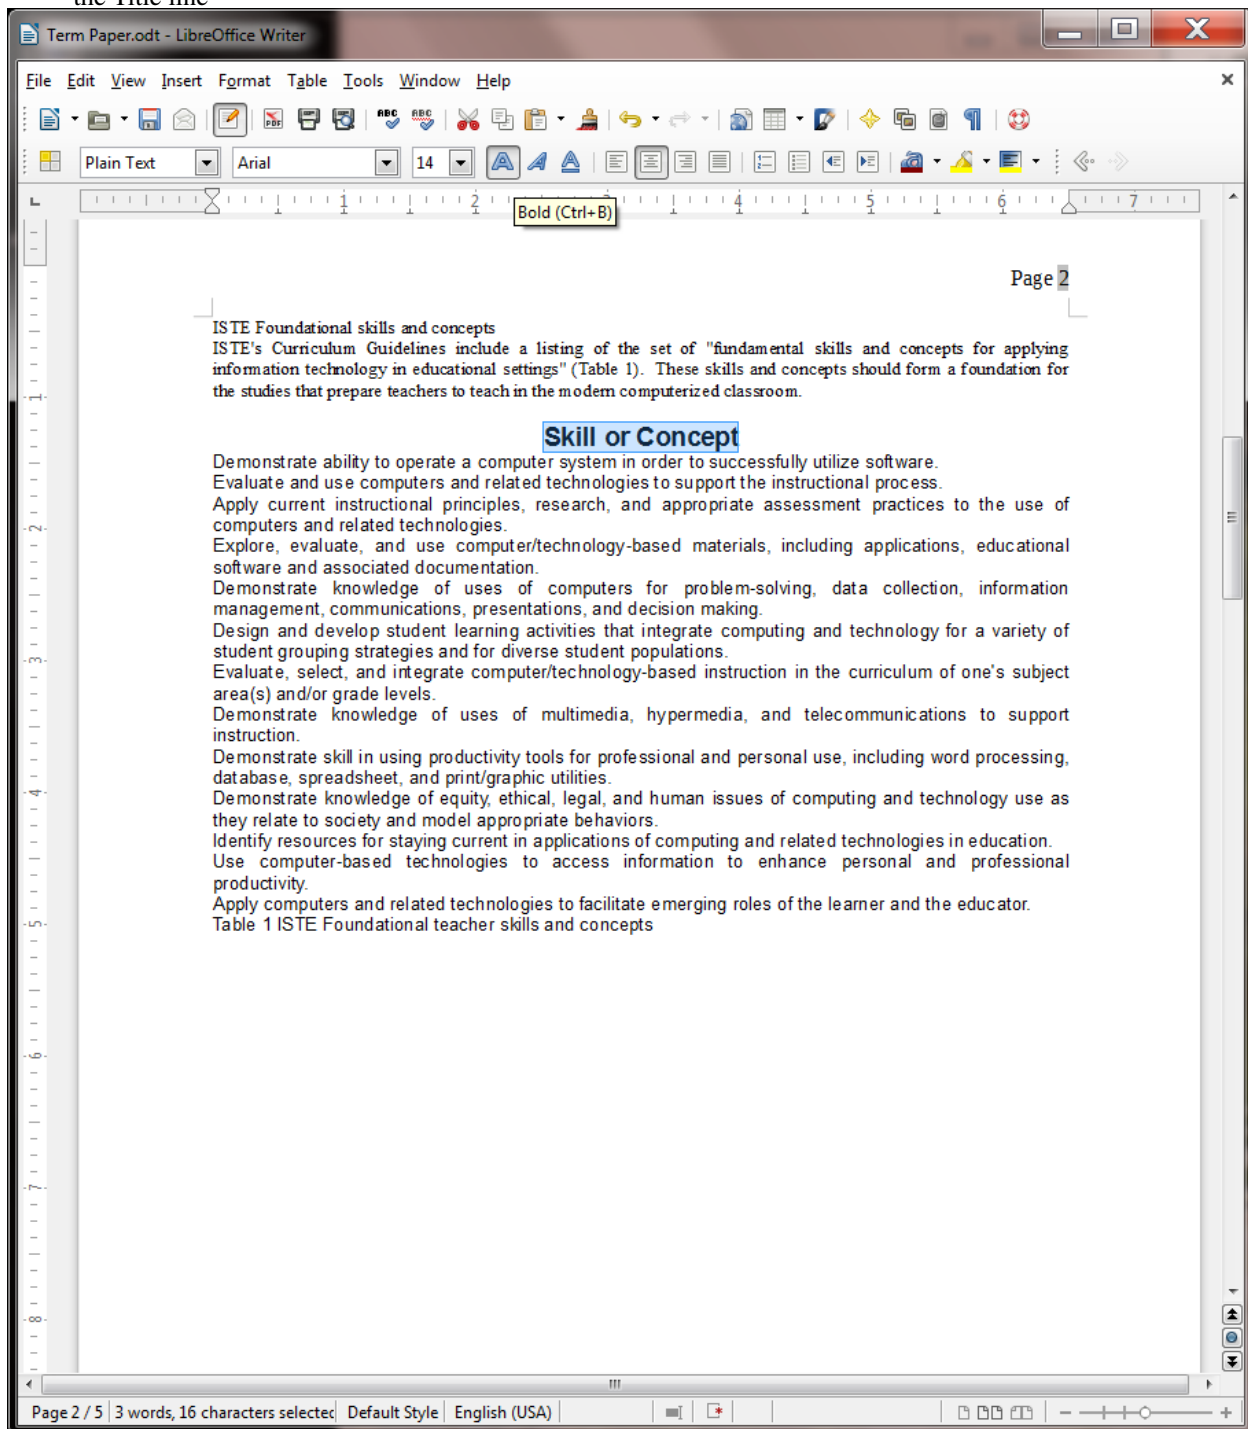 the Title line
Term Paper.odt - LibreOffice Writer
File Edit View Insert Format Table Tools Window Help
Plain Text Arial 14
1 2 3 4 5 6 7
Bold (Ctrl+B)
Page 2
ISTE Foundational skills and concepts
ISTE's Curriculum Guidelines include a listing of the set of "fundamental skills and concepts for applying
information technology in educational settings" (Table 1). These skills and concepts should form a foundation for
the studies that prepare teachers to teach in the modern computerized classroom.
Skill or Concept
Demonstrate ability to operate a computer system in order to successfully utilize software.
Evaluate and use computers and related technologies to support the instructional process.
Apply current instructional principles, research, and appropriate assessment practices to the use of
computers and related technologies.
Explore, evaluate, and use computer/technology-based materials, including applications, educational
software and associated documentation.
Demonstrate knowledge of uses of computers for problem-solving, data collection, information
management, communications, presentations, and decision making.
Design and develop student learning activities that integrate computing and technology for a variety of
student grouping strategies and for diverse student populations.
Evaluate, select, and integrate computer/technology-based instruction in the curriculum of one's subject
area(s) and/or grade levels.
Demonstrate knowledge of uses of multimedia, hypermedia, and telecommunications to support
instruction.
Demonstrate skill in using productivity tools for professional and personal use, including word processing,
database, spreadsheet, and print/graphic utilities.
Demonstrate knowledge of equity, ethical, legal, and human issues of computing and technology use as
they relate to society and model appropriate behaviors.
Identify resources for staying current in applications of computing and related technologies in education.
Use computer-based technologies to access information to enhance personal and professional
productivity.
Apply computers and related technologies to facilitate emerging roles of the learner and the educator.
Table 1 ISTE Foundational teacher skills and concepts
Page 2 / 5 3 words, 16 characters selected Default Style English (USA)